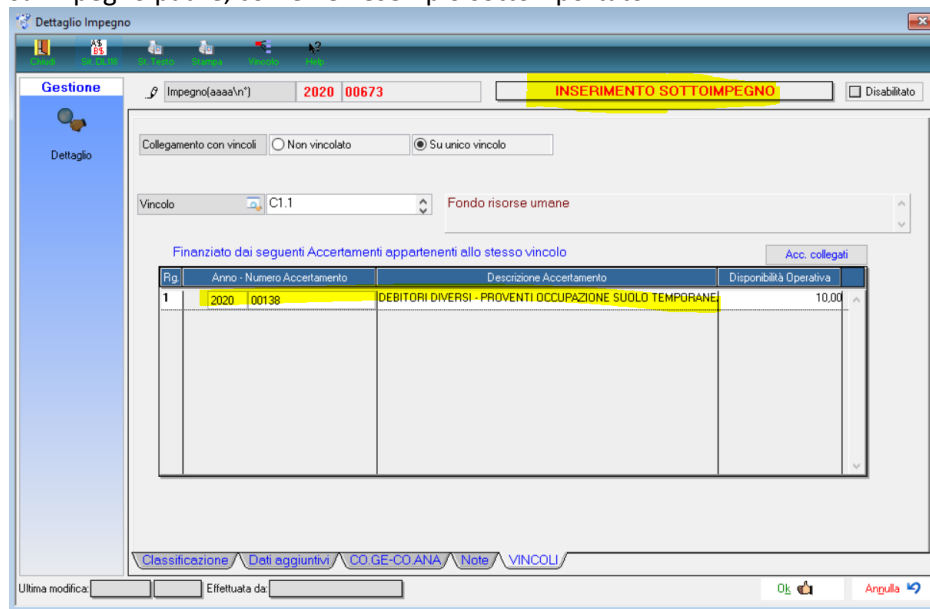 Dettaglio Impegno
Chiudi Sit. DL118 St.Testo Stampa Vincolo Help
Gestione
Impegno(aaaa\n°) 2020 00673 INSERIMENTO SOTTOIMPEGNO Disabilitato
Dettaglio
Collegamento con vincoli Non vincolato Su unico vincolo
Vincolo C1.1 Fondo risorse umane
Finanziato dai seguenti Accertamenti appartenenti allo stesso vincolo Acc. collegati
Rg. Anno - Numero Accertamento Descrizione Accertamento Disponibilità Operativa
1 2020 00138 DEBITORI DIVERSI - PROVENTI OCCUPAZIONE SUOLO TEMPORANE 10,00
Classificazione Dati aggiuntivi CO.GE-CO.ANA Note VINCOLI
Ultima modifica: Effettuata da: Ok Annulla